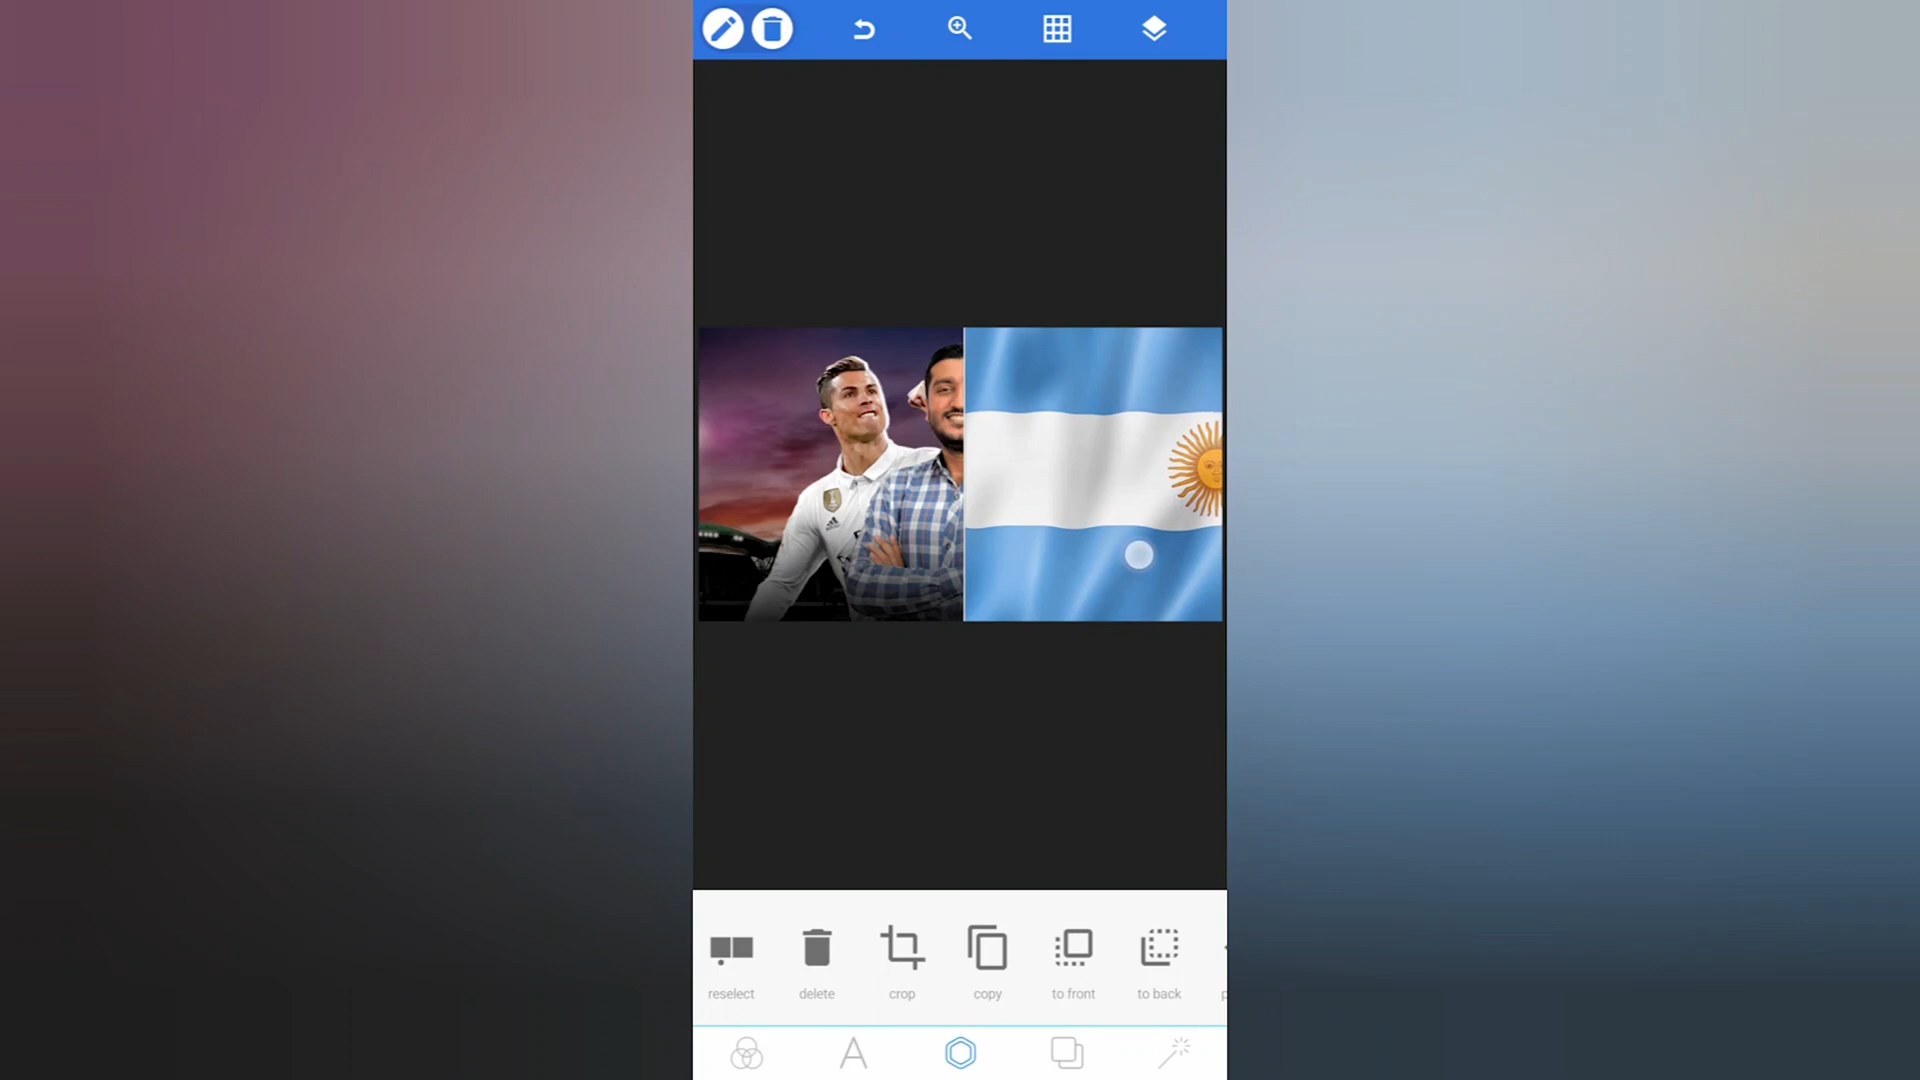 reselect
delete
crop
copy
to front
to back